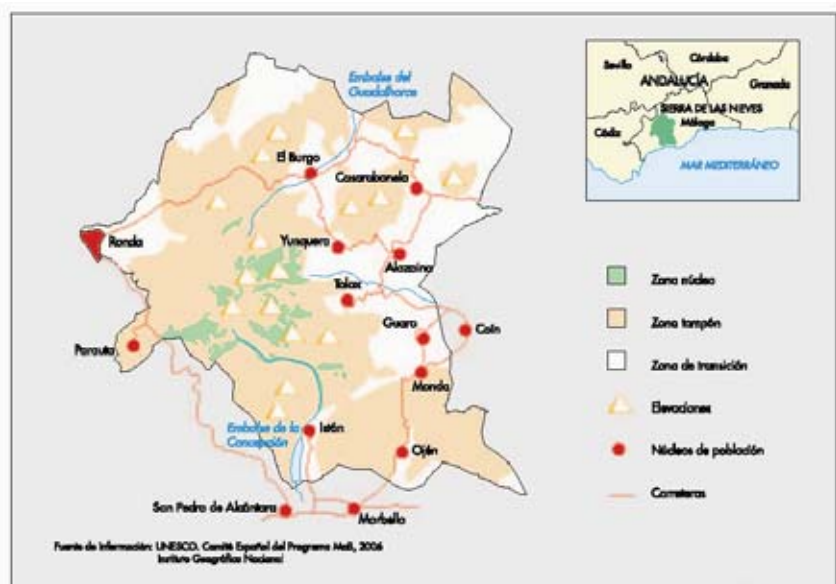 Embalse del
Guadalhorce
El Burgo
Casarabonela
Ronda
Yunquera
Alozaina
Tolox
Guaro
Coín
Parauta
Monda
Embalse de la
Concepción
Istán
Ojén
San Pedro de Alcántara
Marbella
Fuente de información: UNESCO. Comité Español del Programa MaB, 2006
Instituto Geográfico Nacional
Sevilla
Córdoba
ANDALUCÍA
Granada
SIERRA DE LAS NIEVES
Málaga
Cádiz
MAR MEDITERRÁNEO
Zona núcleo
Zona tampón
Zona de transición
Elevaciones
Núcleos de población
Carreteras